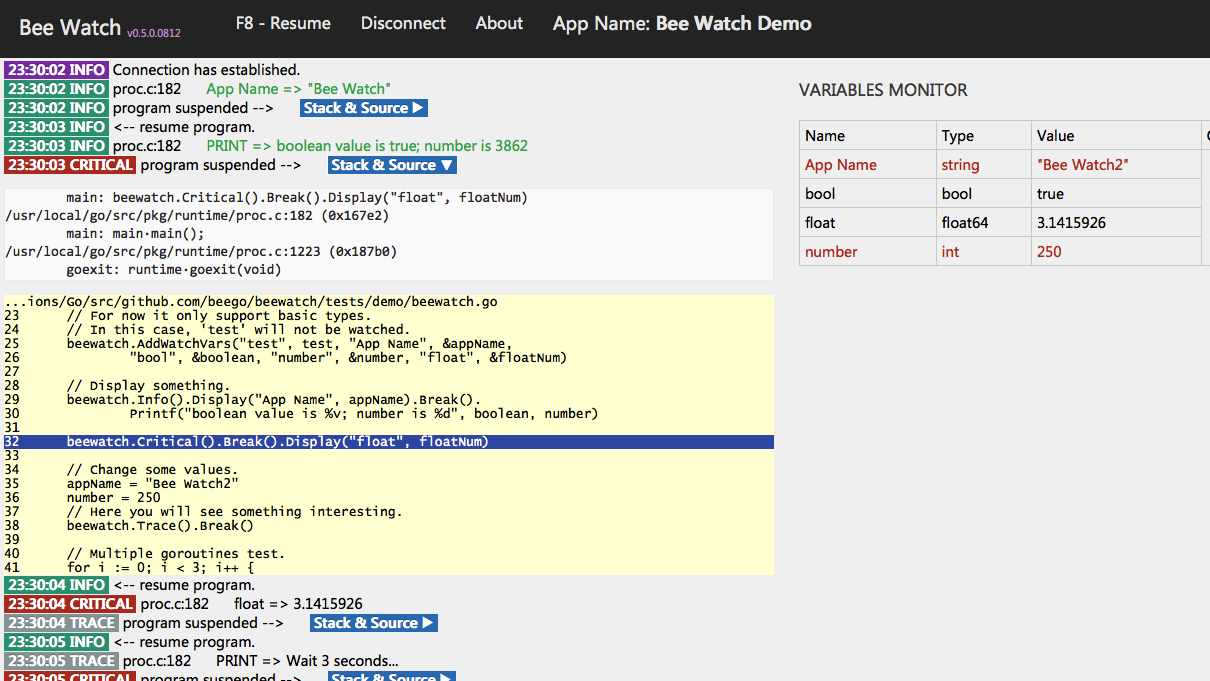 Bee Watch v0.5.0.0812 F8 - Resume Disconnect About App Name: Bee Watch Demo
23:30:02 INFO Connection has established.
23:30:02 INFO proc.c:182 App Name => "Bee Watch"
23:30:02 INFO program suspended --> Stack & Source ▶
23:30:03 INFO <-- resume program.
23:30:03 INFO proc.c:182 PRINT => boolean value is true; number is 3862
23:30:03 CRITICAL program suspended --> Stack & Source ▼
main: beewatch.Critical().Break().Display("float", floatNum)
/usr/local/go/src/pkg/runtime/proc.c:182 (0x167e2)
main: main·main();
/usr/local/go/src/pkg/runtime/proc.c:1223 (0x187b0)
goexit: runtime·goexit(void)
...ions/Go/src/github.com/beego/beewatch/tests/demo/beewatch.go
23 // For now it only support basic types.
24 // In this case, 'test' will not be watched.
25 beewatch.AddWatchVars("test", test, "App Name", &appName,
26 "bool", &boolean, "number", &number, "float", &floatNum)
27
28 // Display something.
29 beewatch.Info().Display("App Name", appName).Break().
30 Printf("boolean value is %v; number is %d", boolean, number)
31
32 beewatch.Critical().Break().Display("float", floatNum)
33
34 // Change some values.
35 appName = "Bee Watch2"
36 number = 250
37 // Here you will see something interesting.
38 beewatch.Trace().Break()
39
40 // Multiple goroutines test.
41 for i := 0; i < 3; i++ {
23:30:04 INFO <-- resume program.
23:30:04 CRITICAL proc.c:182 float => 3.1415926
23:30:04 TRACE program suspended --> Stack & Source ▶
23:30:05 INFO <-- resume program.
23:30:05 TRACE proc.c:182 PRINT => Wait 3 seconds...
23:30:05 CRITICAL program suspended --> Stack & Source ▶
VARIABLES MONITOR
Name Type Value
App Name string "Bee Watch2"
bool bool true
float float64 3.1415926
number int 250